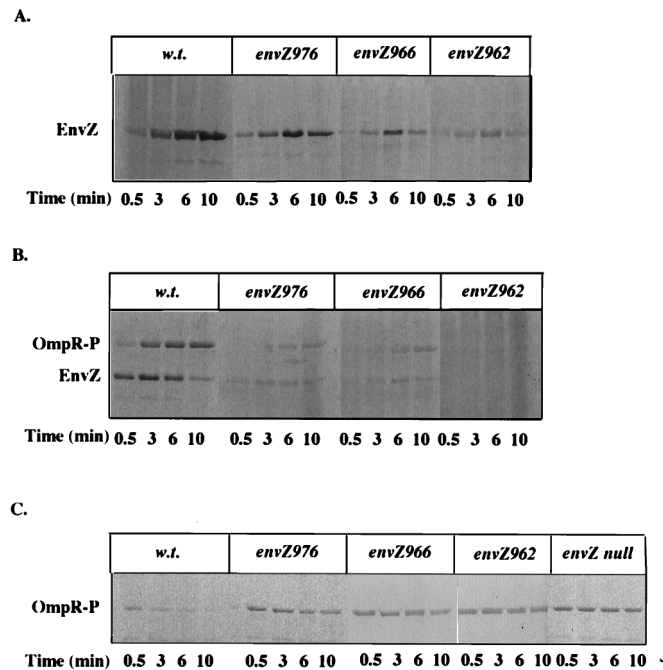 A.
w.t. envZ976 envZ966 envZ962
EnvZ
Time (min) 0.5 3 6 10 0.5 3 6 10 0.5 3 6 10 0.5 3 6 10
B.
w.t. envZ976 envZ966 envZ962
OmpR-P
EnvZ
Time (min) 0.5 3 6 10 0.5 3 6 10 0.5 3 6 10 0.5 3 6 10
C.
w.t. envZ976 envZ966 envZ962 envZ null
OmpR-P
Time (min) 0.5 3 6 10 0.5 3 6 10 0.5 3 6 10 0.5 3 6 10 0.5 3 6 10